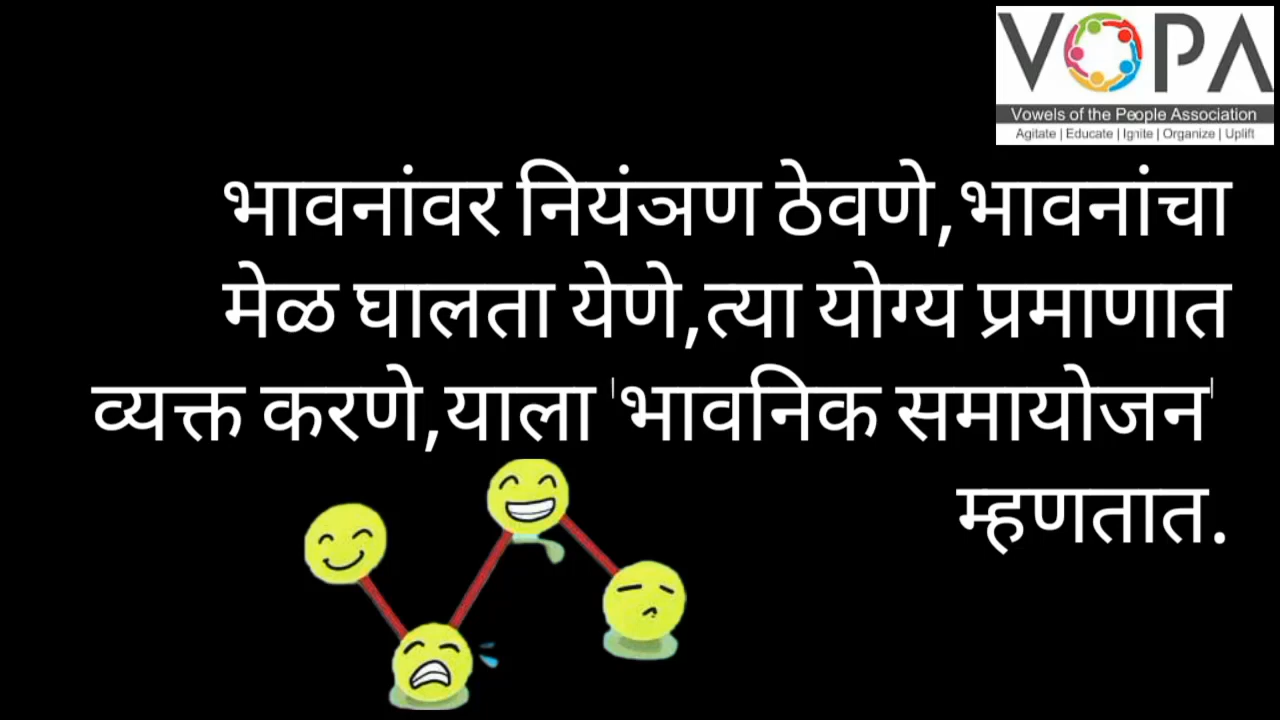 VOPA
Vowels of the People Association
Agitate | Educate | Ignite | Organize | Uplift
भावनांवर नियंञण ठेवणे,भावनांचा
मेळ घालता येणे,त्या योग्य प्रमाणात
व्यक्त करणे,याला 'भावनिक समायोजन'
म्हणतात.